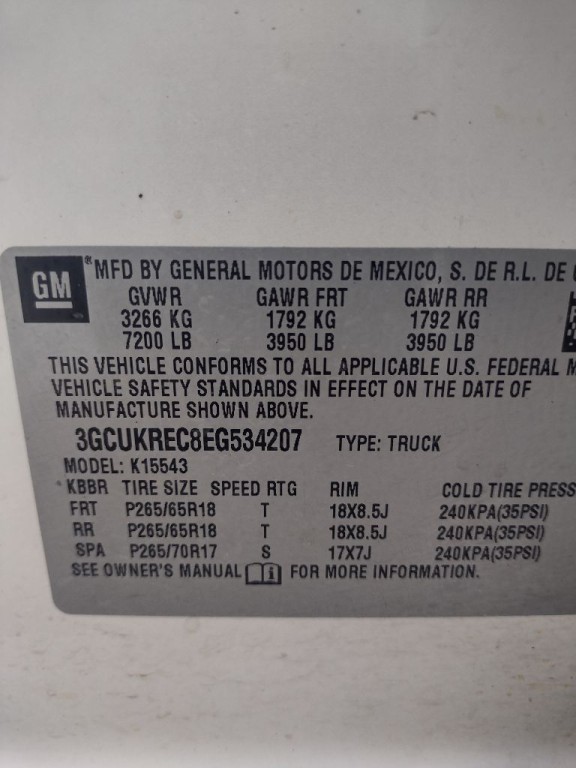 GM ® MFD BY GENERAL MOTORS DE MEXICO, S. DE R.L. DE
GVWR GAWR FRT GAWR RR
3266 KG 1792 KG 1792 KG
7200 LB 3950 LB 3950 LB
THIS VEHICLE CONFORMS TO ALL APPLICABLE U.S. FEDERAL M
VEHICLE SAFETY STANDARDS IN EFFECT ON THE DATE OF
MANUFACTURE SHOWN ABOVE.
3GCUKREC8EG534207 TYPE: TRUCK
MODEL: K15543
KBBR TIRE SIZE SPEED RTG RIM COLD TIRE PRESS
FRT P265/65R18 T 18X8.5J 240KPA(35PSI)
RR P265/65R18 T 18X8.5J 240KPA(35PSI)
SPA P265/70R17 S 17X7J 240KPA(35PSI)
SEE OWNER'S MANUAL i FOR MORE INFORMATION.